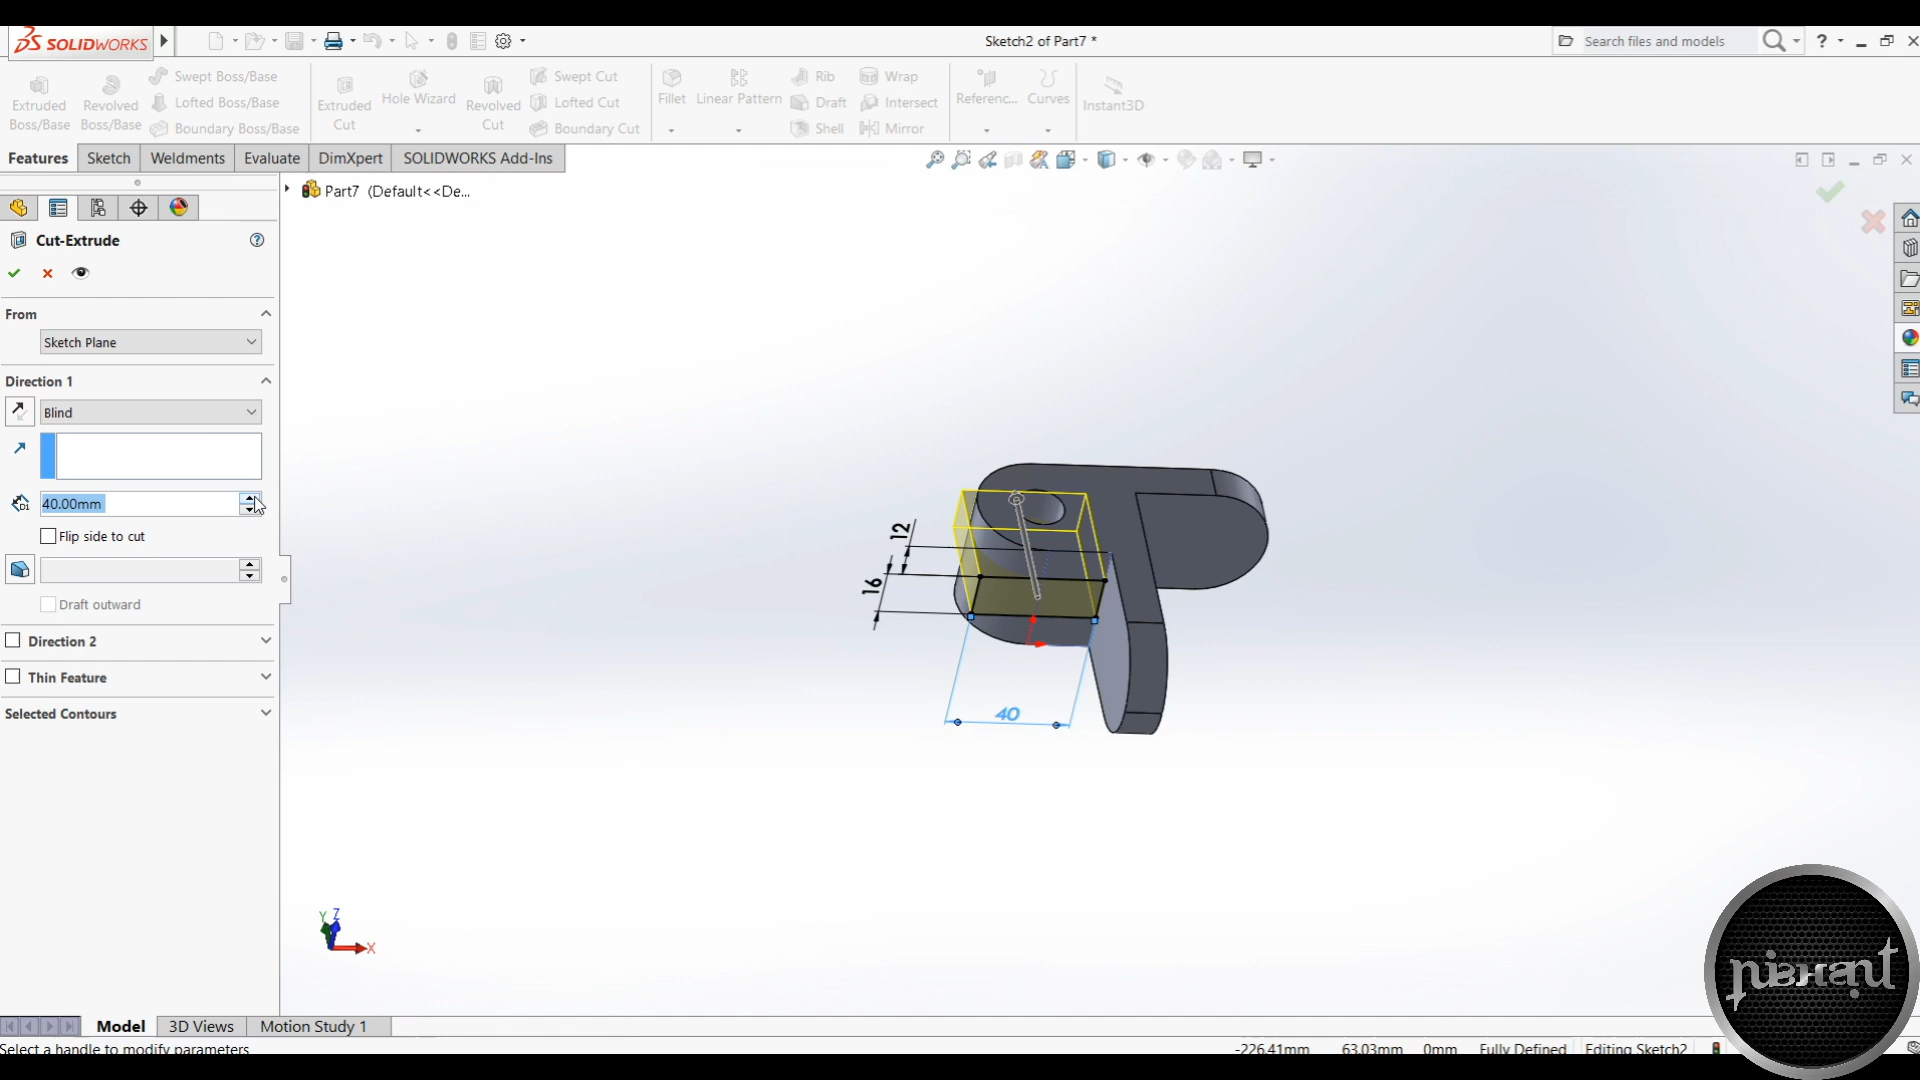 SOLIDWORKS
Sketch2 of Part7 *
Search files and models
?
Extruded Boss/Base
Revolved Boss/Base
Swept Boss/Base
Lofted Boss/Base
Boundary Boss/Base
Extruded Cut
Hole Wizard
Revolved Cut
Swept Cut
Lofted Cut
Boundary Cut
Fillet
Linear Pattern
Rib
Draft
Shell
Wrap
Intersect
Mirror
Referenc...
Curves
Instant3D
Features
Sketch
Weldments
Evaluate
DimXpert
SOLIDWORKS Add-Ins
Part7 (Default<<De...
Cut-Extrude
From
Sketch Plane
Direction 1
Blind
D1
40.00mm
Flip side to cut
Draft outward
Direction 2
Thin Feature
Selected Contours
12
16
40
Y Z
X
nisHanT
Model
3D Views
Motion Study 1
Select a handle to modify parameters
-226.41mm
63.03mm
0mm
Fully Defined
Editing Sketch2